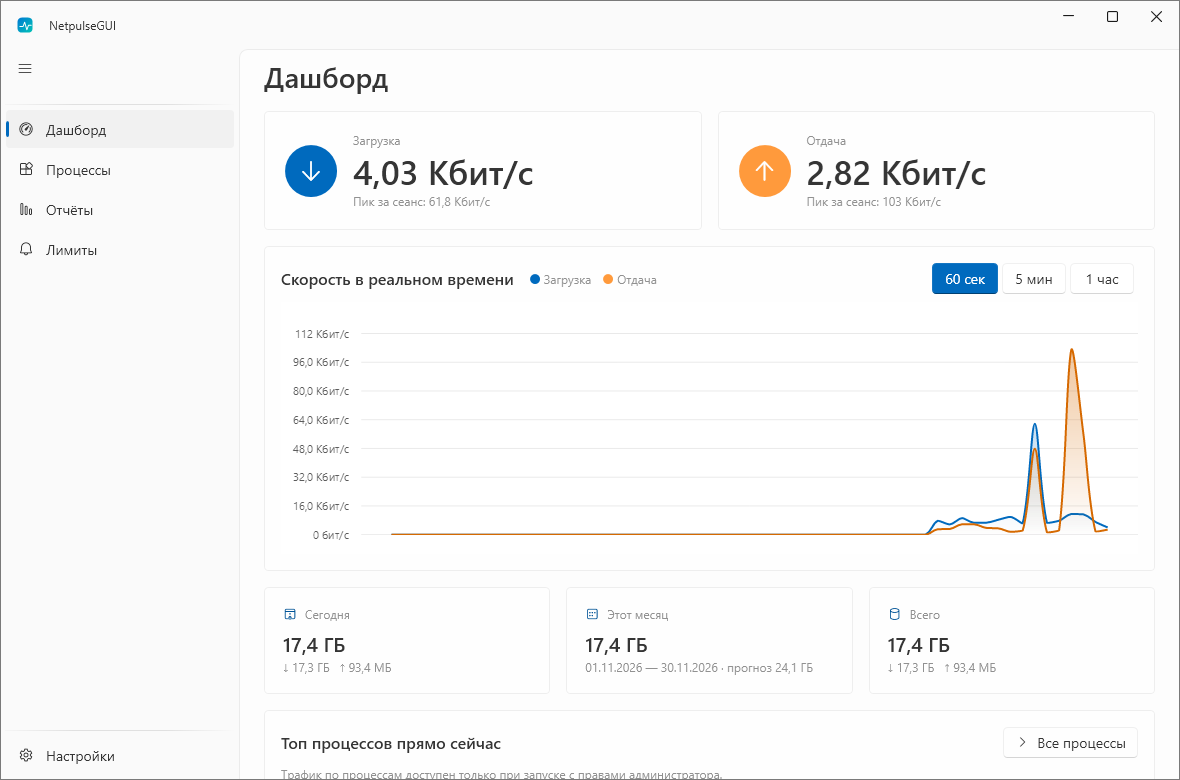 NetpulseGUI
Дашборд
Процессы
Отчёты
Лимиты
Настройки
Дашборд
Загрузка
4,03 Кбит/с
Пик за сеанс: 61,8 Кбит/с
Отдача
2,82 Кбит/с
Пик за сеанс: 103 Кбит/с
Скорость в реальном времени
Загрузка
Отдача
60 сек
5 мин
1 час
112 Кбит/с
96,0 Кбит/с
80,0 Кбит/с
64,0 Кбит/с
48,0 Кбит/с
32,0 Кбит/с
16,0 Кбит/с
0 бит/с
Сегодня
17,4 ГБ
↓ 17,3 ГБ ↑ 93,4 МБ
Этот месяц
17,4 ГБ
01.11.2026 — 30.11.2026 · прогноз 24,1 ГБ
Всего
17,4 ГБ
↓ 17,3 ГБ ↑ 93,4 МБ
Топ процессов прямо сейчас
Все процессы
Трафик по процессам доступен только при запуске с правами администратора.